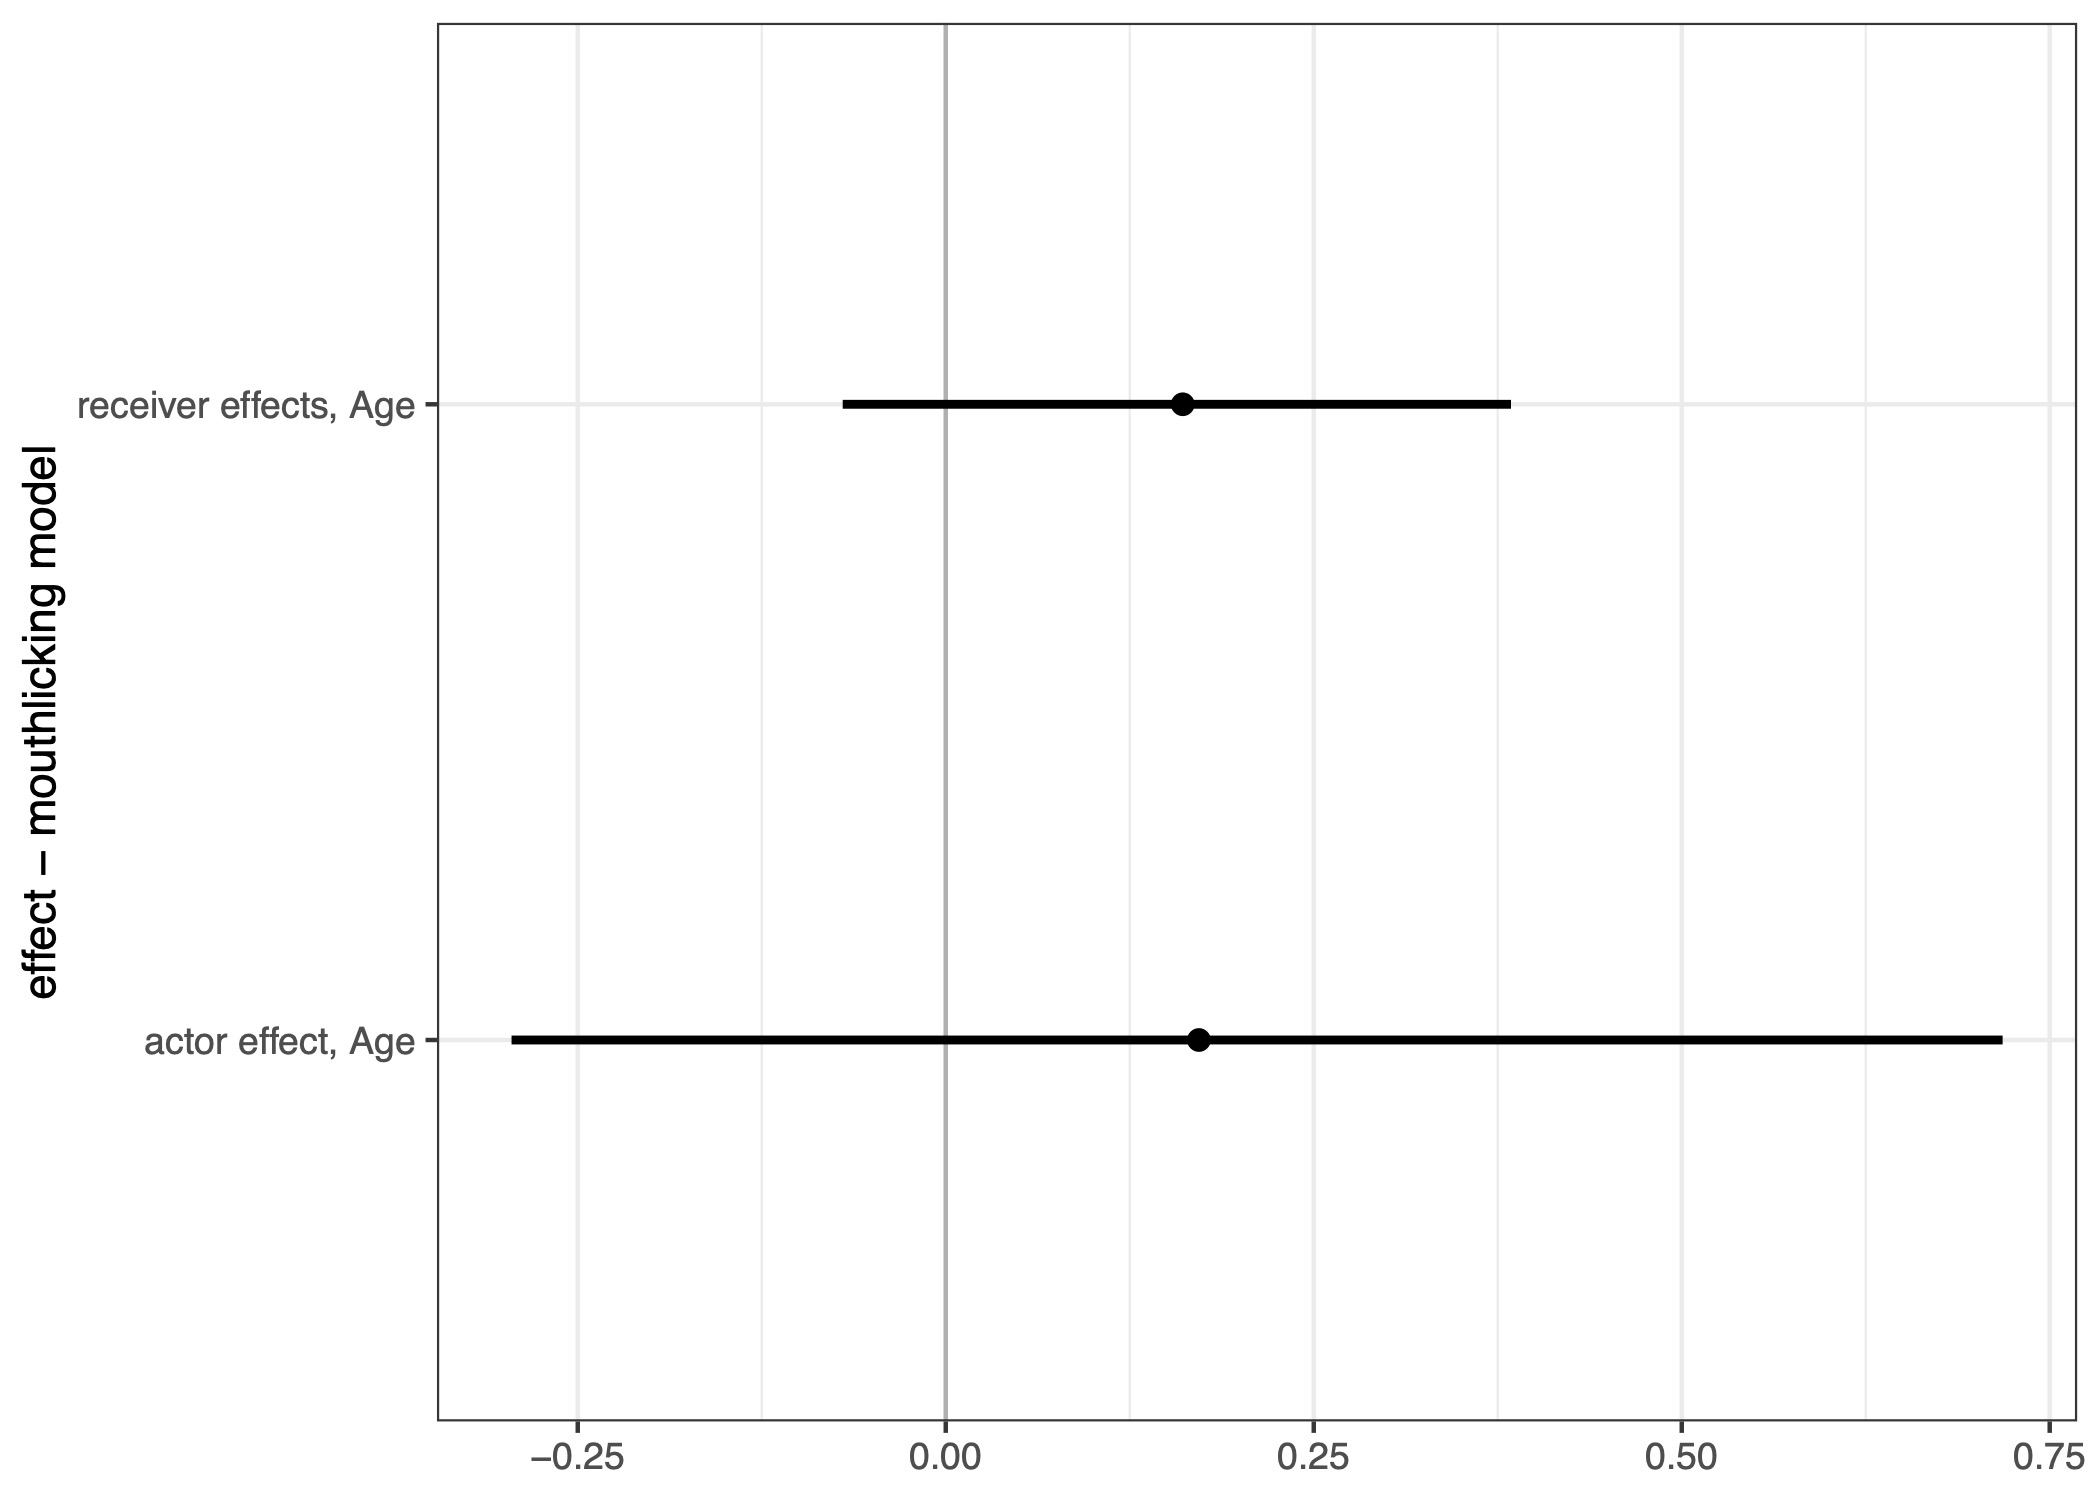 effect – mouthlicking model
receiver effects, Age
actor effect, Age
−0.25
0.00
0.25
0.50
0.75